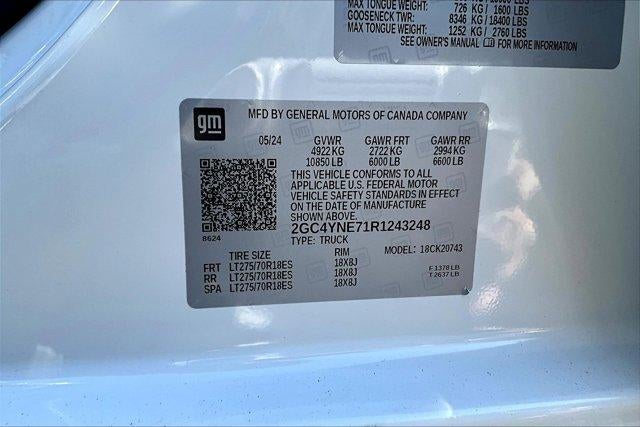 MAX TONGUE WEIGHT: 726 KG / 1600 LBS
GOOSENECK TWR: 8346 KG / 18400 LBS
MAX TONGUE WEIGHT: 1252 KG / 2760 LBS
SEE OWNER'S MANUAL FOR MORE INFORMATION
gm
MFD BY GENERAL MOTORS OF CANADA COMPANY
05/24 GVWR GAWR FRT GAWR RR
4922 KG 2722 KG 2994 KG
10850 LB 6000 LB 6600 LB
THIS VEHICLE CONFORMS TO ALL
APPLICABLE U.S. FEDERAL MOTOR
VEHICLE SAFETY STANDARDS IN EFFECT
ON THE DATE OF MANUFACTURE
SHOWN ABOVE.
8624
2GC4YNE71R1243248
TYPE: TRUCK MODEL: 18CK20743
TIRE SIZE RIM
FRT LT275/70R18ES 18X8J F 1378 LB
RR LT275/70R18ES 18X8J T 2637 LB
SPA LT275/70R18ES 18X8J